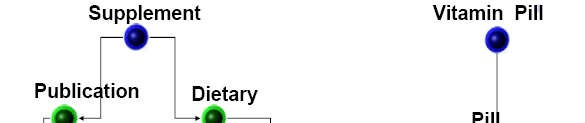 Supplement
Vitamin Pill
Publication
Dietary
Pill